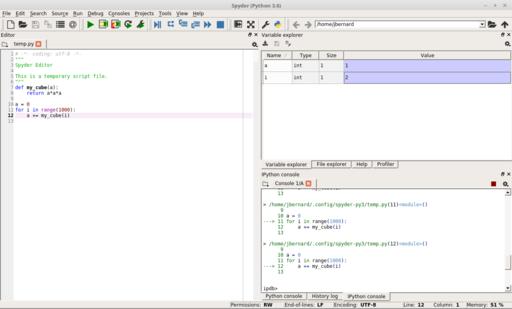 Spyder (Python 3.6)
File Edit Search Source Run Debug Consoles Projects Tools View Help
/home/jbernard
Editor
temp.py
1 # -*- coding: utf-8 -*-
2 """
3 Spyder Editor
4
5 This is a temporary script file.
6 """
7 def my_cube(a):
8 return a*a*a
9
10 a = 0
11 for i in range(1000):
12 a += my_cube(i)
13
Variable explorer
Name Type Size Value
a int 1 1
i int 1 2
Variable explorer File explorer Help Profiler
IPython console
Console 1/A
13
> /home/jbernard/.config/spyder-py3/temp.py(11)<module>()
9
10 a = 0
---> 11 for i in range(1000):
12 a += my_cube(i)
13
> /home/jbernard/.config/spyder-py3/temp.py(12)<module>()
9
10 a = 0
11 for i in range(1000):
---> 12 a += my_cube(i)
13
ipdb>
Python console History log IPython console
Permissions: RW End-of-lines: LF Encoding: UTF-8 Line: 12 Column: 1 Memory: 51 %